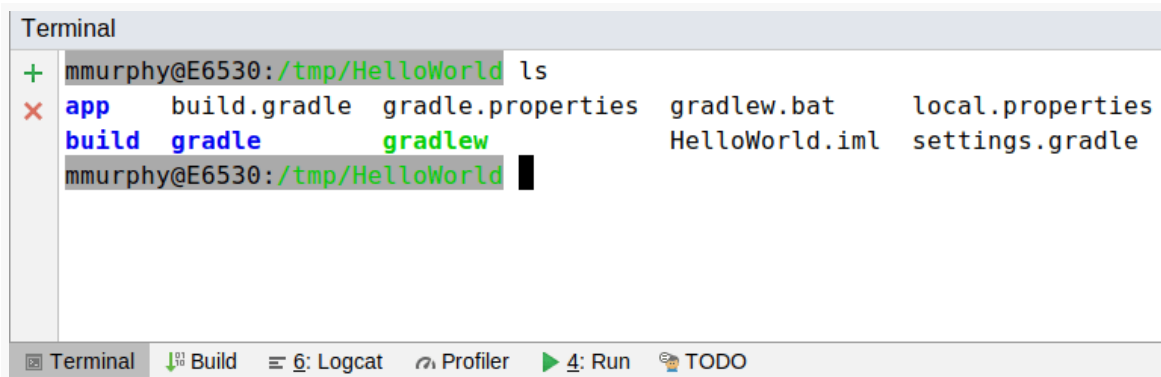 Terminal
mmurphy@E6530:/tmp/HelloWorld ls
app build.gradle gradle.properties gradlew.bat local.properties
build gradle gradlew HelloWorld.iml settings.gradle
mmurphy@E6530:/tmp/HelloWorld
Terminal Build 6: Logcat Profiler 4: Run TODO